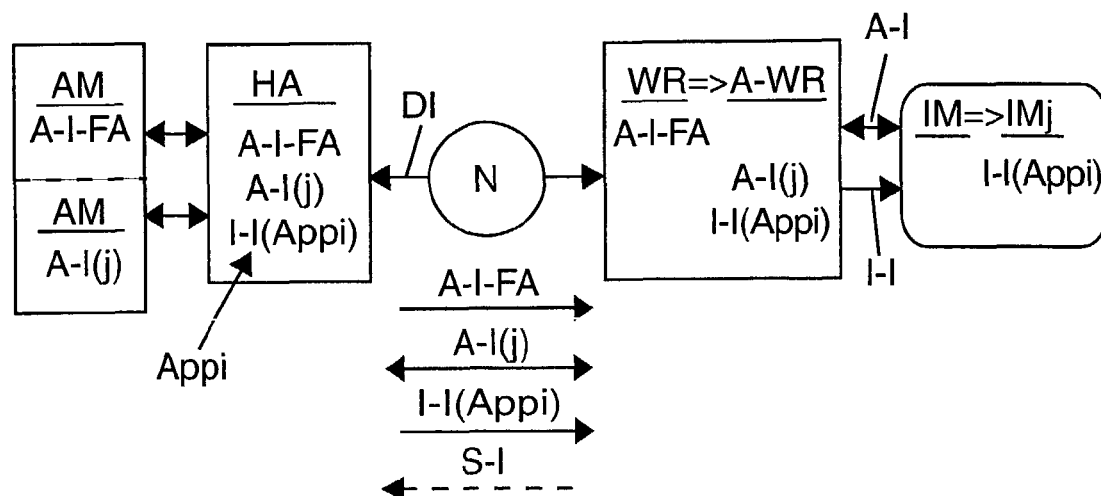 AM
A-I-FA
AM
A-I(j)
HA
A-I-FA
A-I(j)
I-I(Appi)
Appi
DI
N
A-I-FA
A-I(j)
I-I(Appi)
S-I
WR=>A-WR
A-I-FA
A-I(j)
I-I(Appi)
A-I
I-I
IM=>IMj
I-I(Appi)